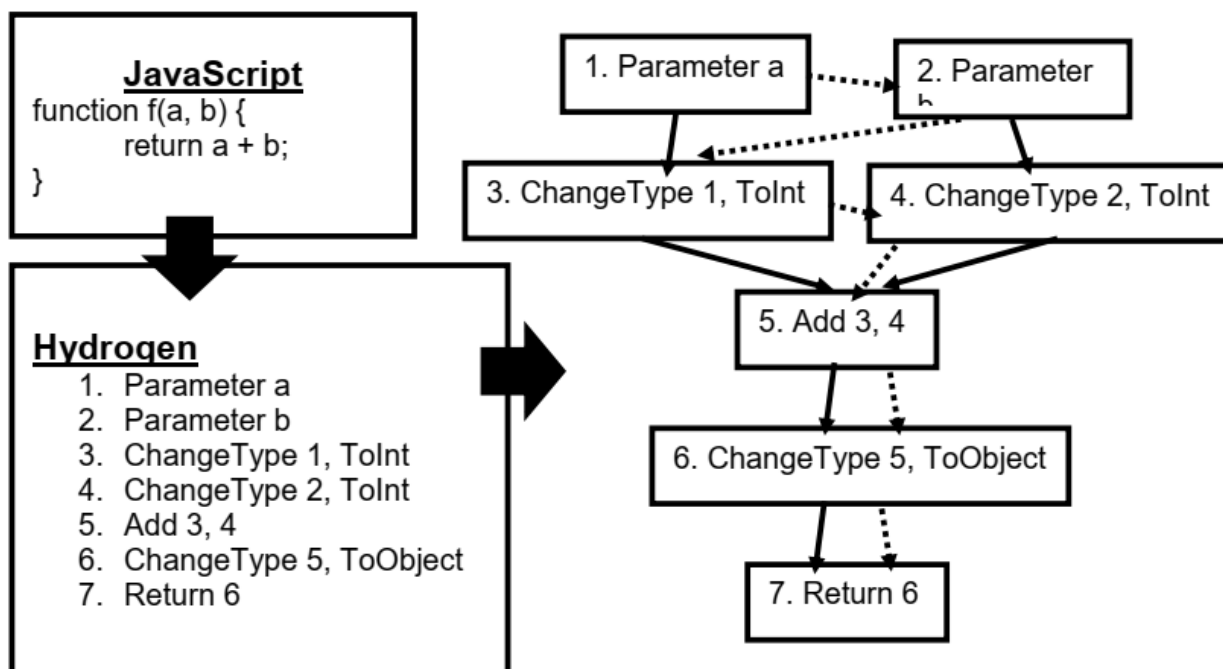 JavaScript
function f(a, b) {
return a + b;
}
Hydrogen
1. Parameter a
2. Parameter b
3. ChangeType 1, ToInt
4. ChangeType 2, ToInt
5. Add 3, 4
6. ChangeType 5, ToObject
7. Return 6
1. Parameter a
2. Parameter
3. ChangeType 1, ToInt
4. ChangeType 2, ToInt
5. Add 3, 4
6. ChangeType 5, ToObject
7. Return 6